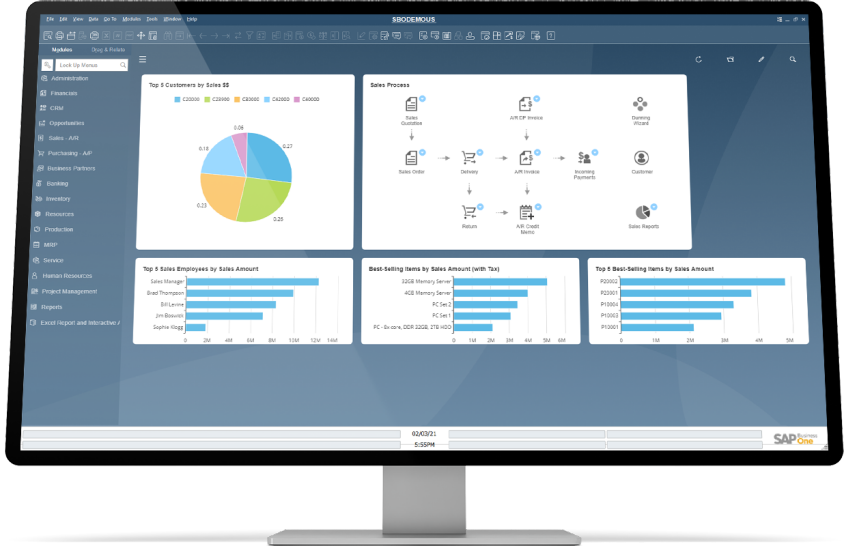 EN Edit View Data Go To Modules Tools Window Help
SBODEMOUS
Modules Drag & Relate
Look Up Menus
Administration
Financials
CRM
Opportunities
Sales - A/R
Purchasing - A/P
Business Partners
Banking
Inventory
Resources
Production
MRP
Service
Human Resources
Project Management
Reports
Excel Report and Interactive A
Top 5 Customers by Sales $$
C20000 C23900 C30000 C42000 C60000
0.06
0.27
0.16
0.23
0.26
Sales Process
Sales Quotation
A/R DP Invoice
Dunning Wizard
Sales Order
Delivery
A/R Invoice
Incoming Payments
Customer
Return
A/R Credit Memo
Sales Reports
Top 5 Sales Employees by Sales Amount
Sales Manager
Brad Thompson
Bill Levine
Jim Boswick
Sophie Klogg
0 2M 4M 6M 8M 10M 12M 14M
Best-Selling Items by Sales Amount (with Tax)
32GB Memory Server
4GB Memory Server
PC Set 2
PC Set 1
PC - 8x core, DDR 32GB, 2TB HDD
0 1M 2M 3M 4M 5M 6M
Top 5 Best-Selling Items by Sales Amount
P20002
P23001
P10004
P10003
P10001
0 1M 2M 3M 4M 5M
02/03/21
5:55PM
SAP Business One